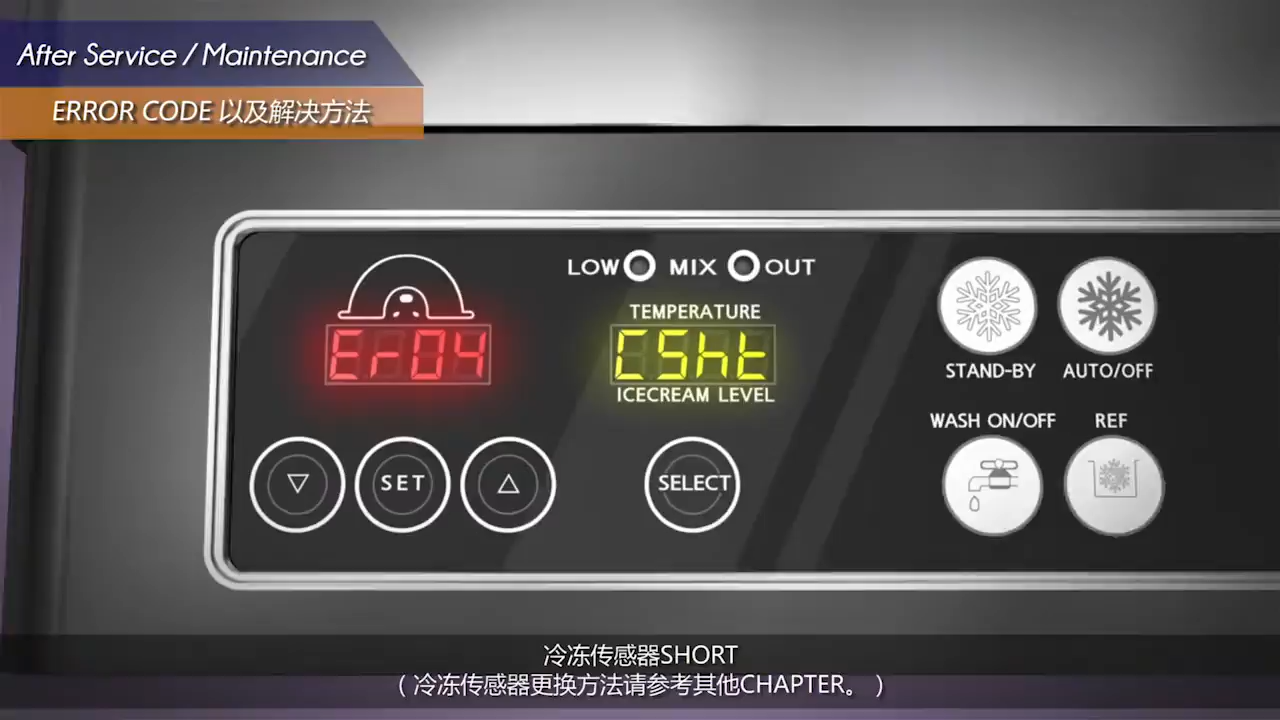 After Service / Maintenance
ERROR CODE 以及解决方法
LOW MIX OUT
TEMPERATURE
Er04
CSht
ICECREAM LEVEL
STAND-BY AUTO/OFF
WASH ON/OFF REF
SET
SELECT
冷冻传感器SHORT
（ 冷冻传感器更换方法请参考其他CHAPTER。 ）